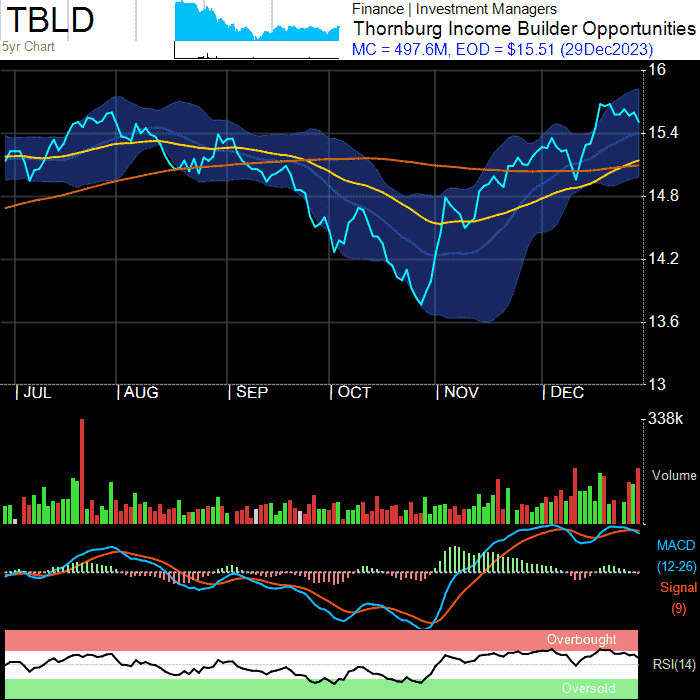 TBLD
5yr Chart
Finance | Investment Managers
Thornburg Income Builder Opportunities
MC = 497.6M, EOD = $15.51 (29Dec2023)
16
15.4
14.8
14.2
13.6
13
JUL AUG SEP OCT NOV DEC
338k
Volume
MACD
(12-26)
Signal
(9)
Overbought
RSI(14)
Oversold